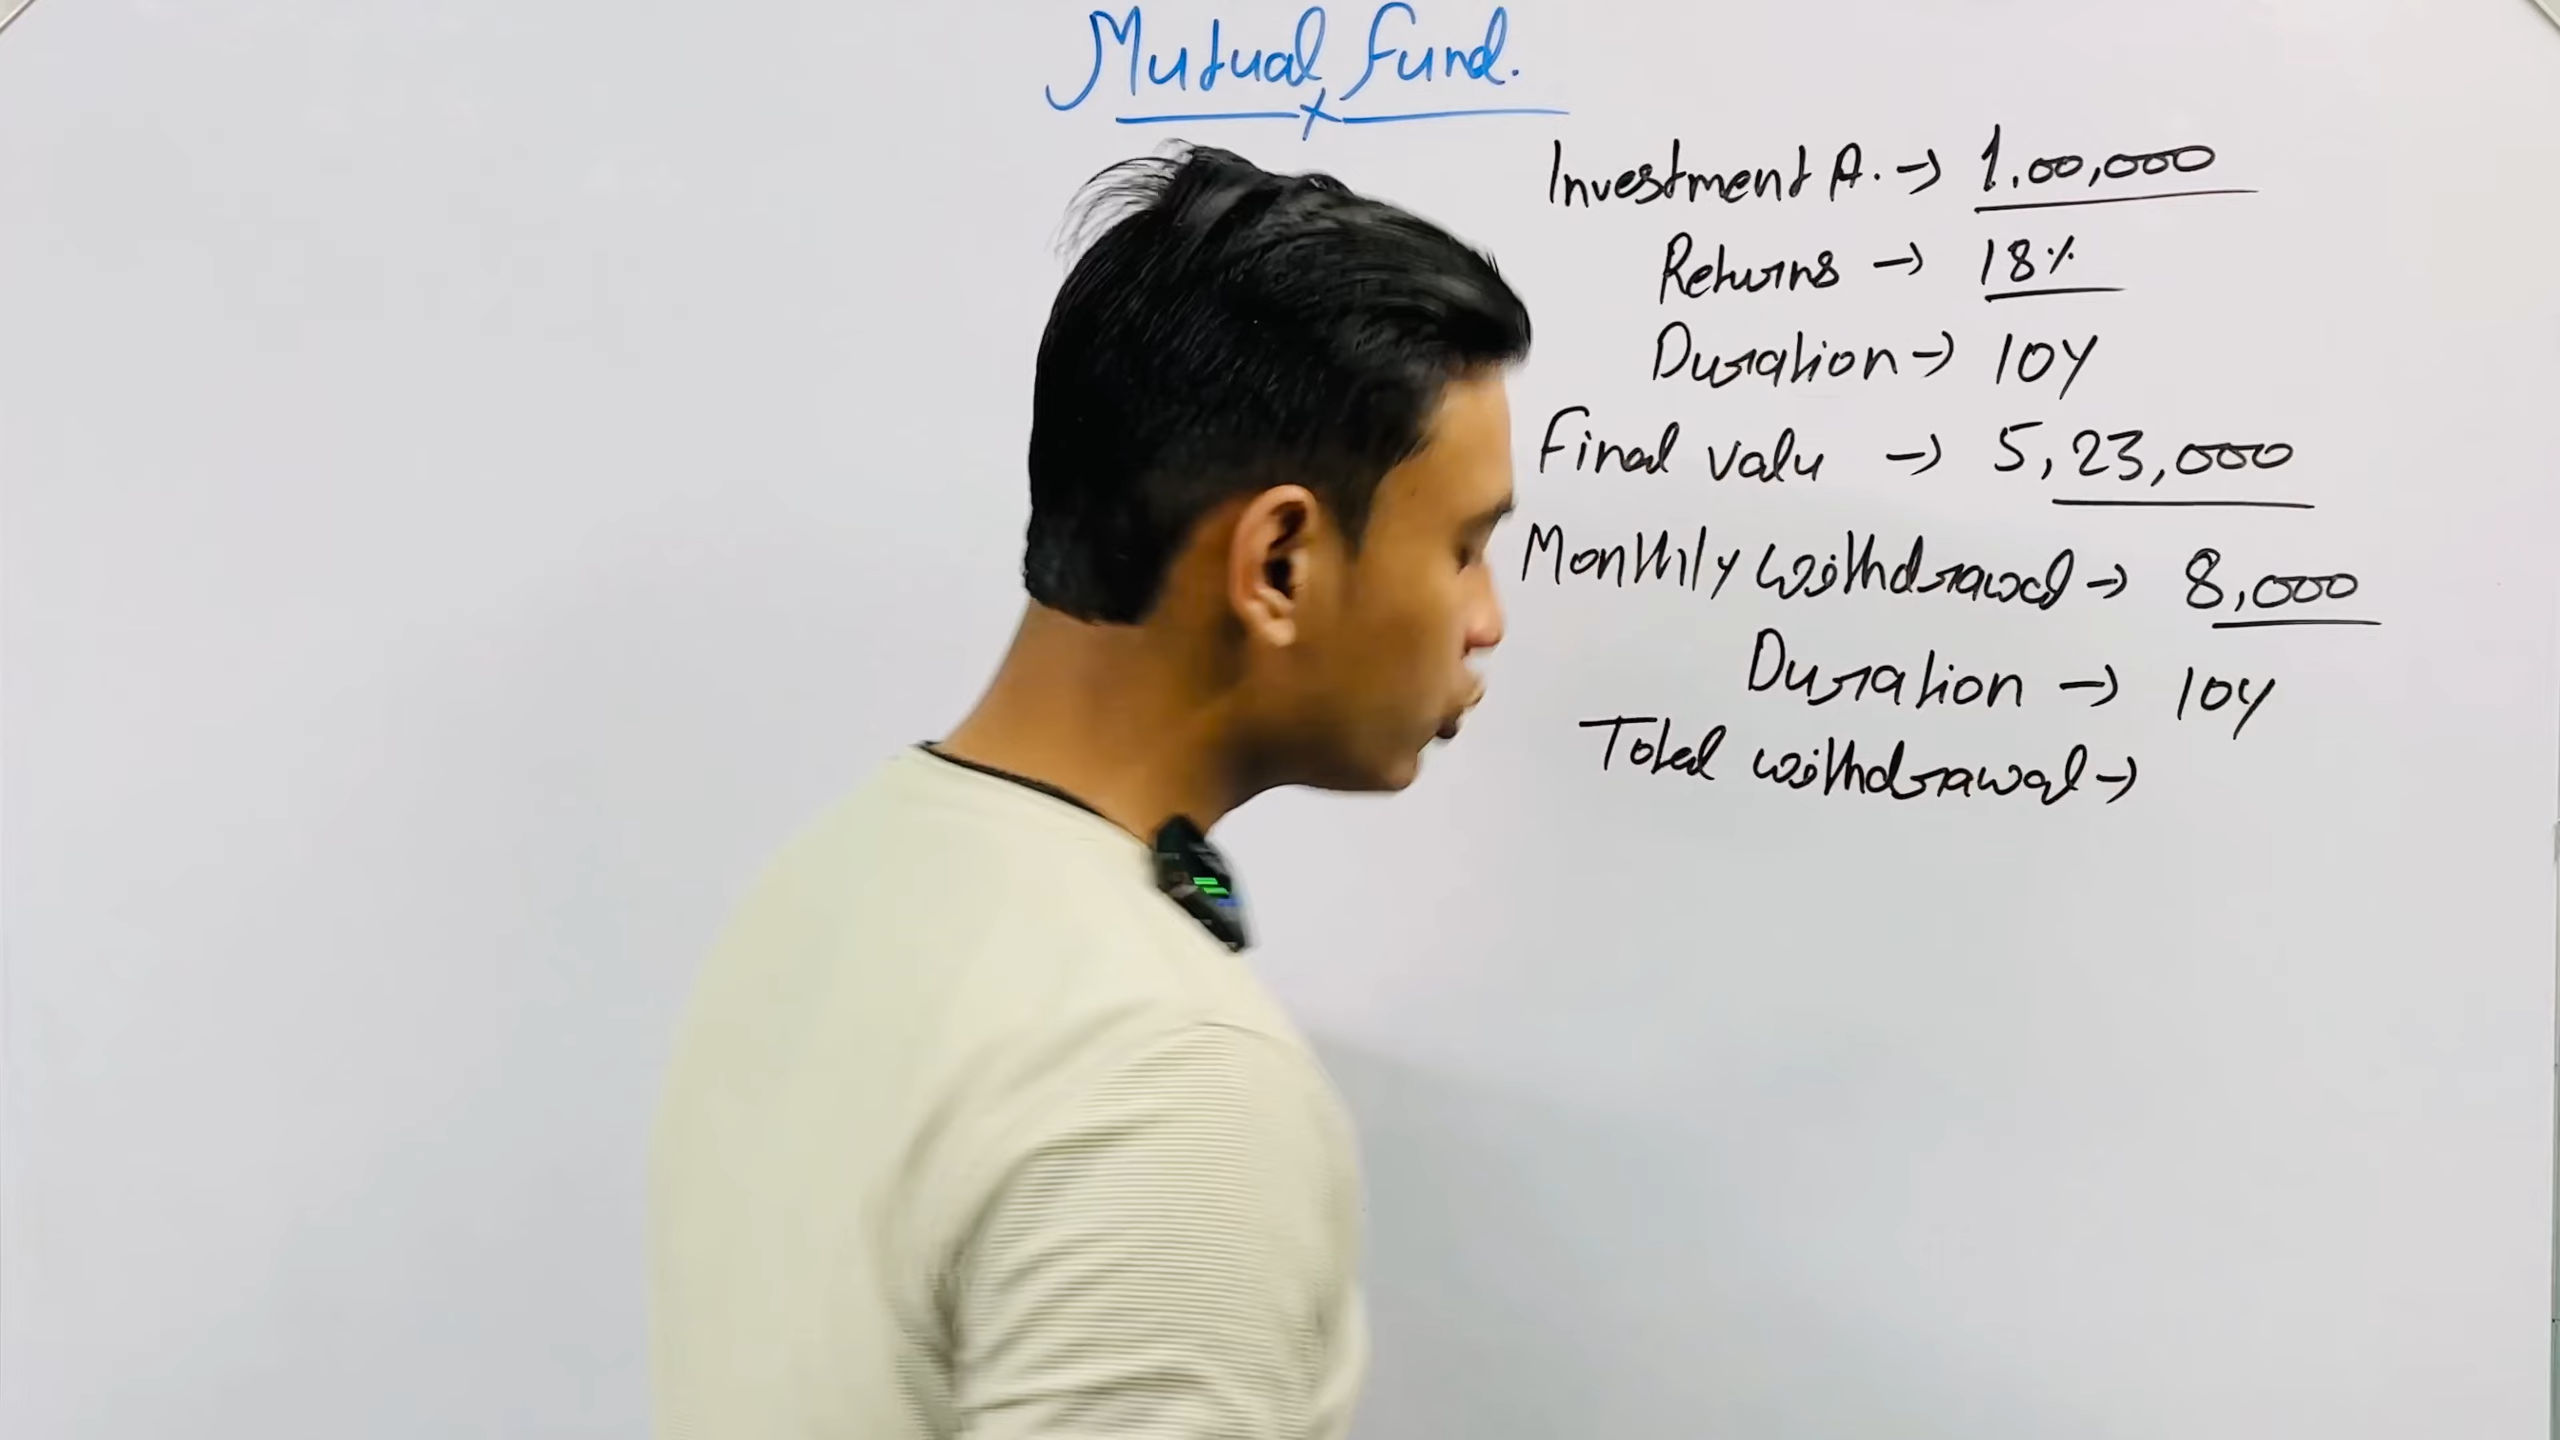 Mutual Fund.
Investment A. → 1,00,000
Returns → 18%
Duration → 10Y
Final valu → 5,23,000
Monthly withdrawal → 8,000
Duration → 10Y
Total withdrawal →